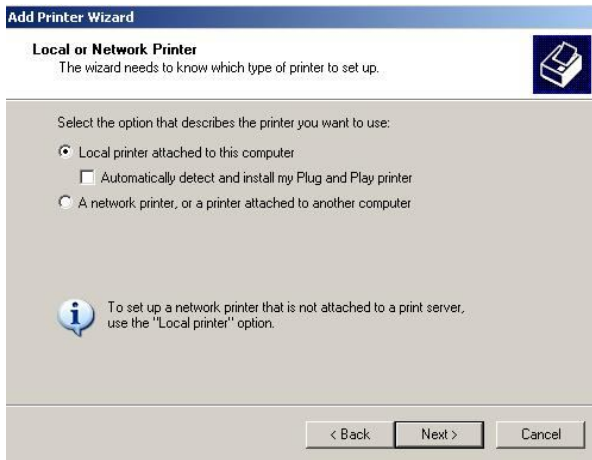 Add Printer Wizard
Local or Network Printer
The wizard needs to know which type of printer to set up.
Select the option that describes the printer you want to use:
Local printer attached to this computer
Automatically detect and install my Plug and Play printer
A network printer, or a printer attached to another computer
To set up a network printer that is not attached to a print server,
use the "Local printer" option.
< Back
Next >
Cancel